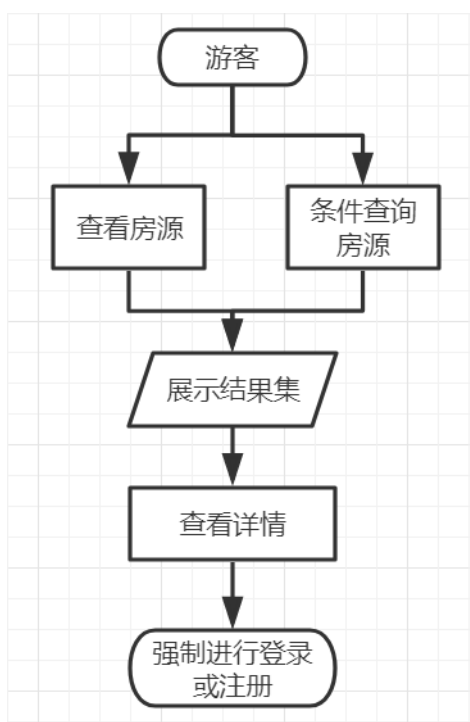 游客
查看房源
条件查询
房源
展示结果集
查看详情
强制进行登录
或注册